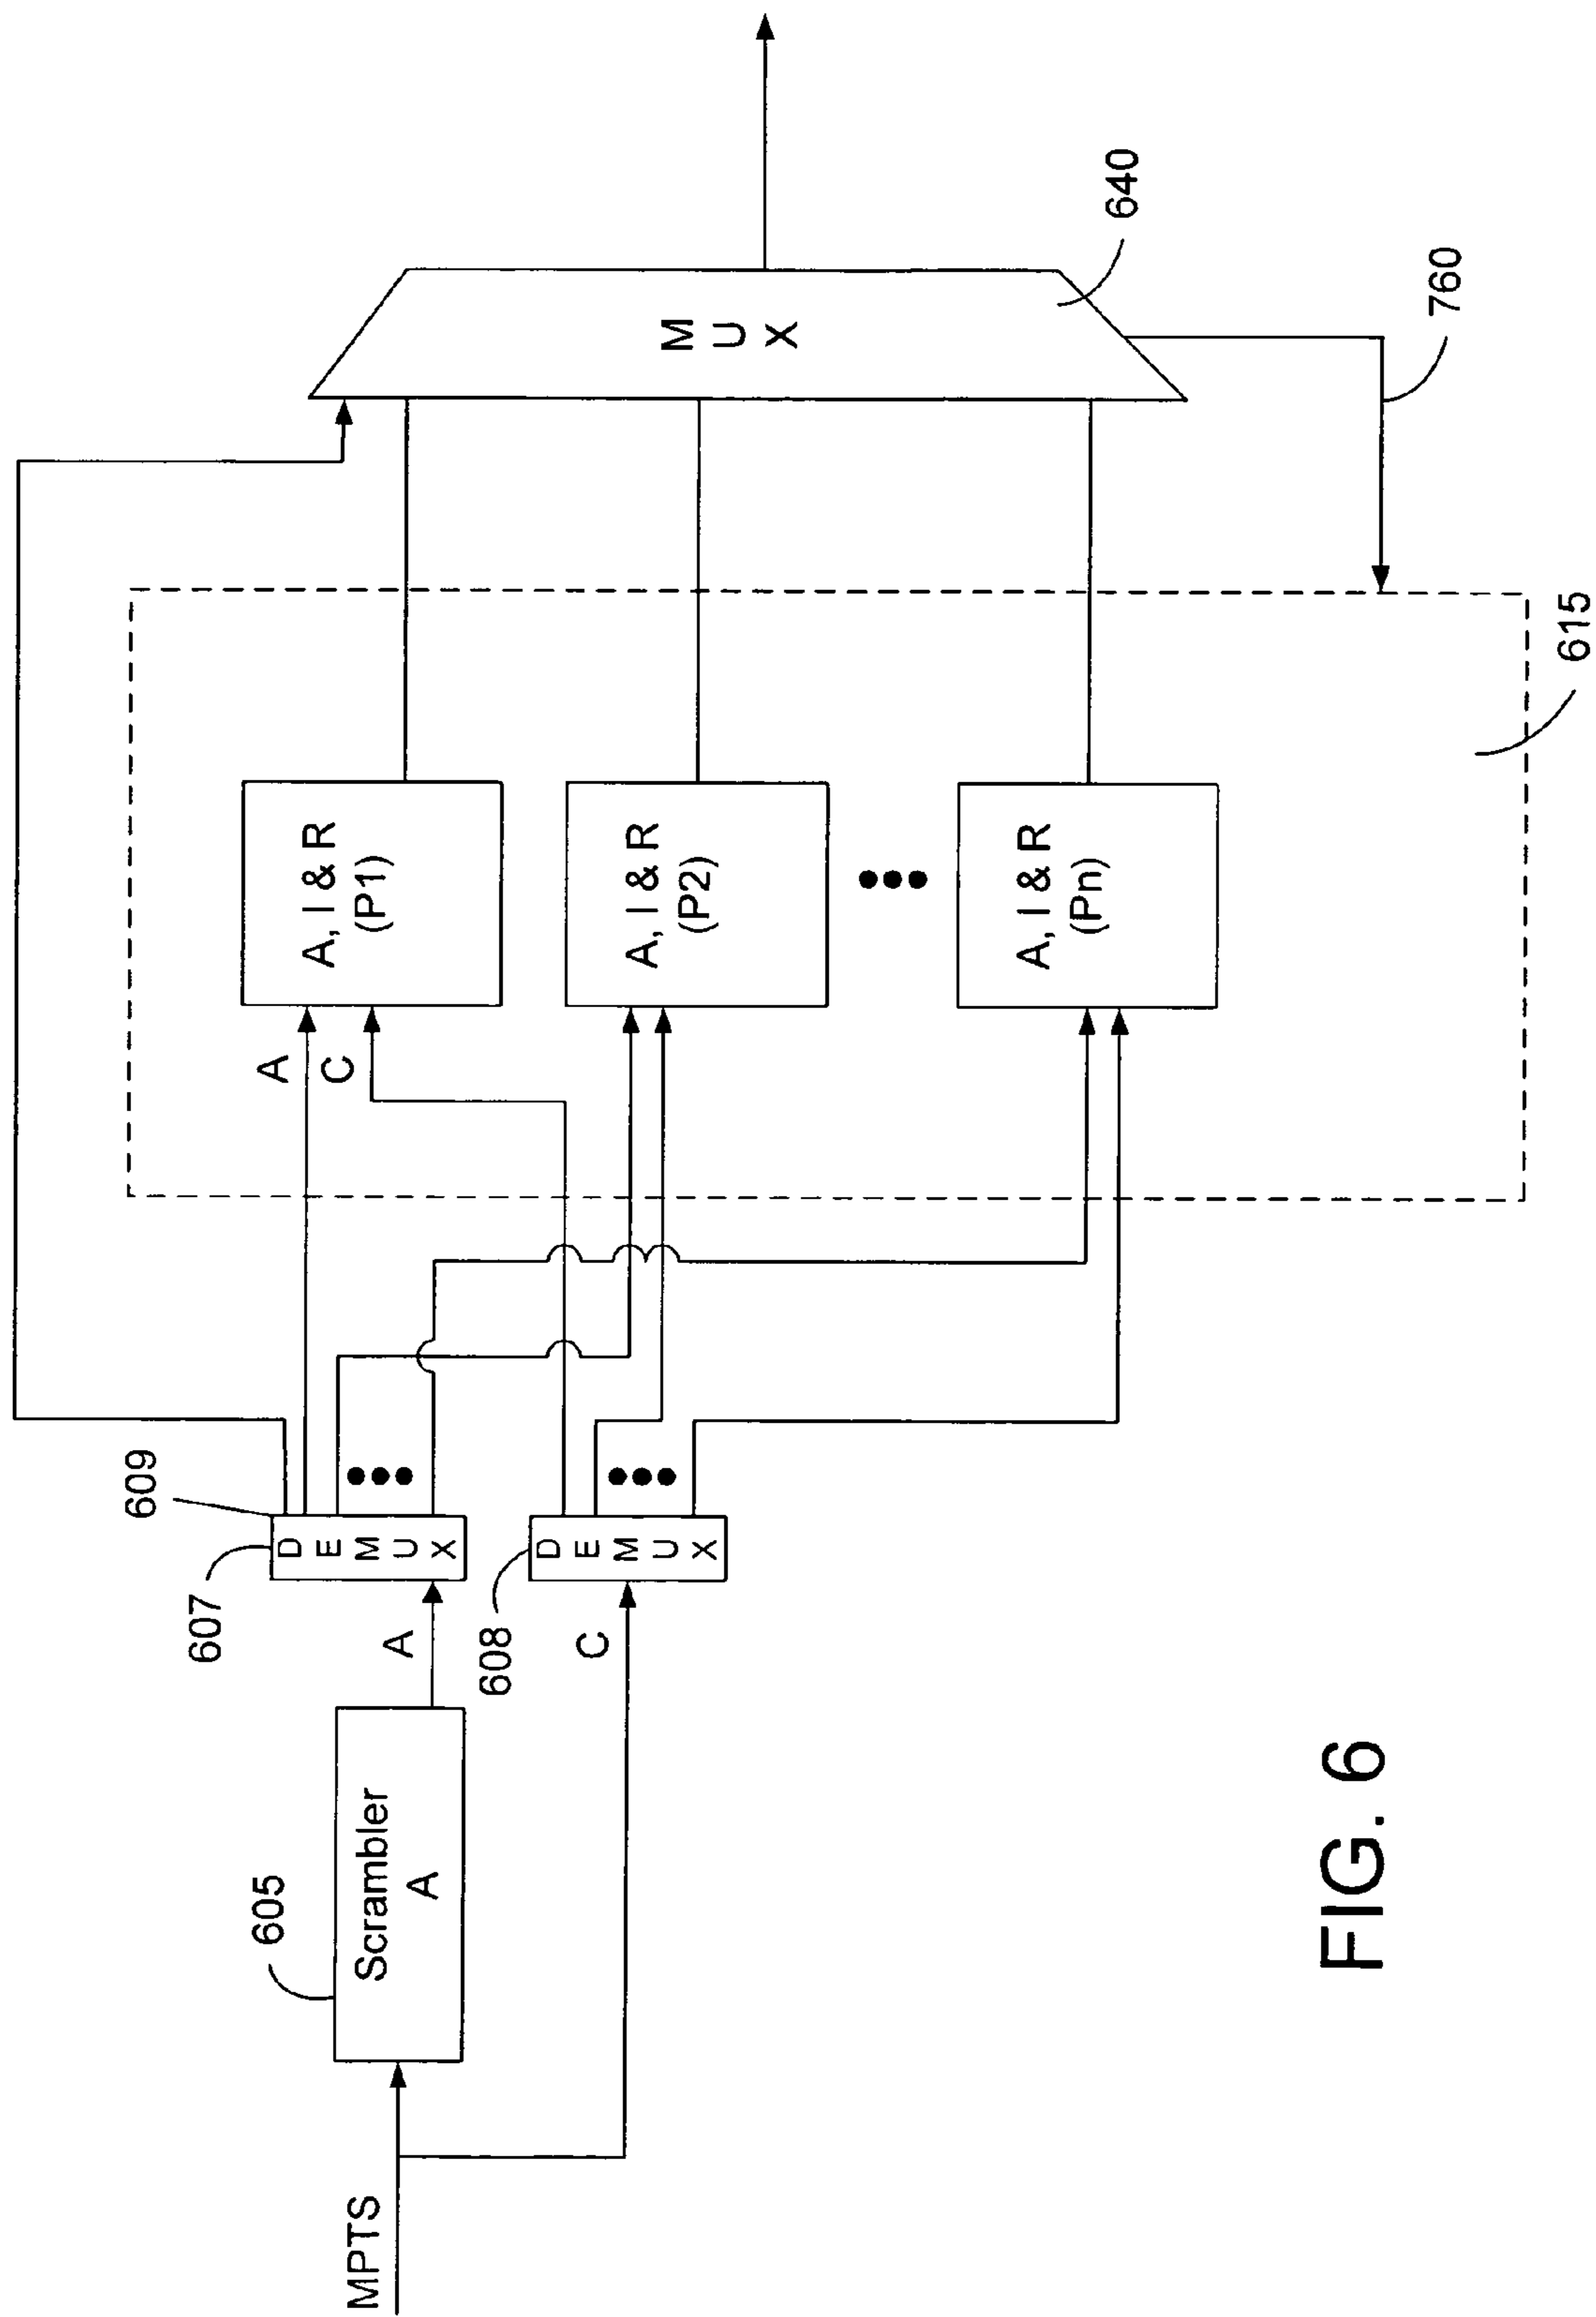 MPTS
605
Scrambler
A
A
C
607
609
DEMUX
608
DEMUX
A
C
A, I & R
(P1)
A, I & R
(P2)
A, I & R
(Pn)
615
MUX
640
760
FIG. 6